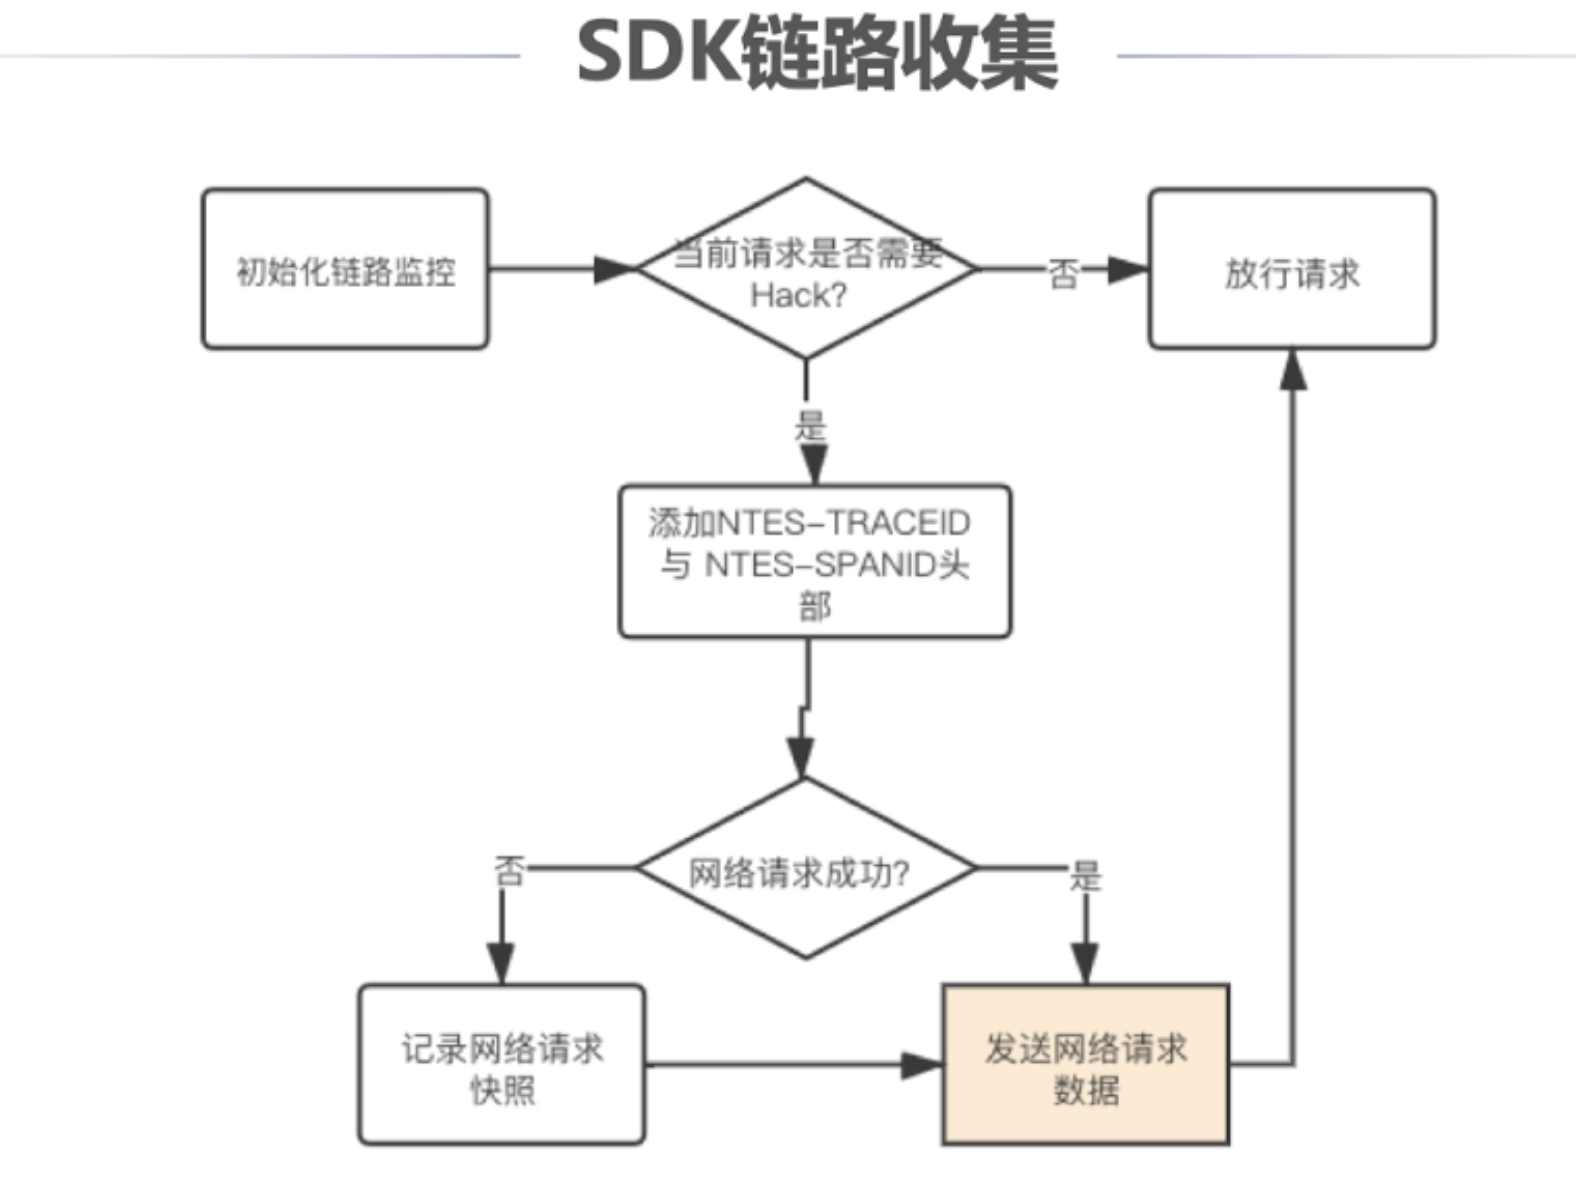 SDK链路收集
初始化链路监控
当前请求是否需要
Hack?
否
放行请求
是
添加NTES-TRACEID
与 NTES-SPANID头
部
网络请求成功?
否
是
记录网络请求
快照
发送网络请求
数据